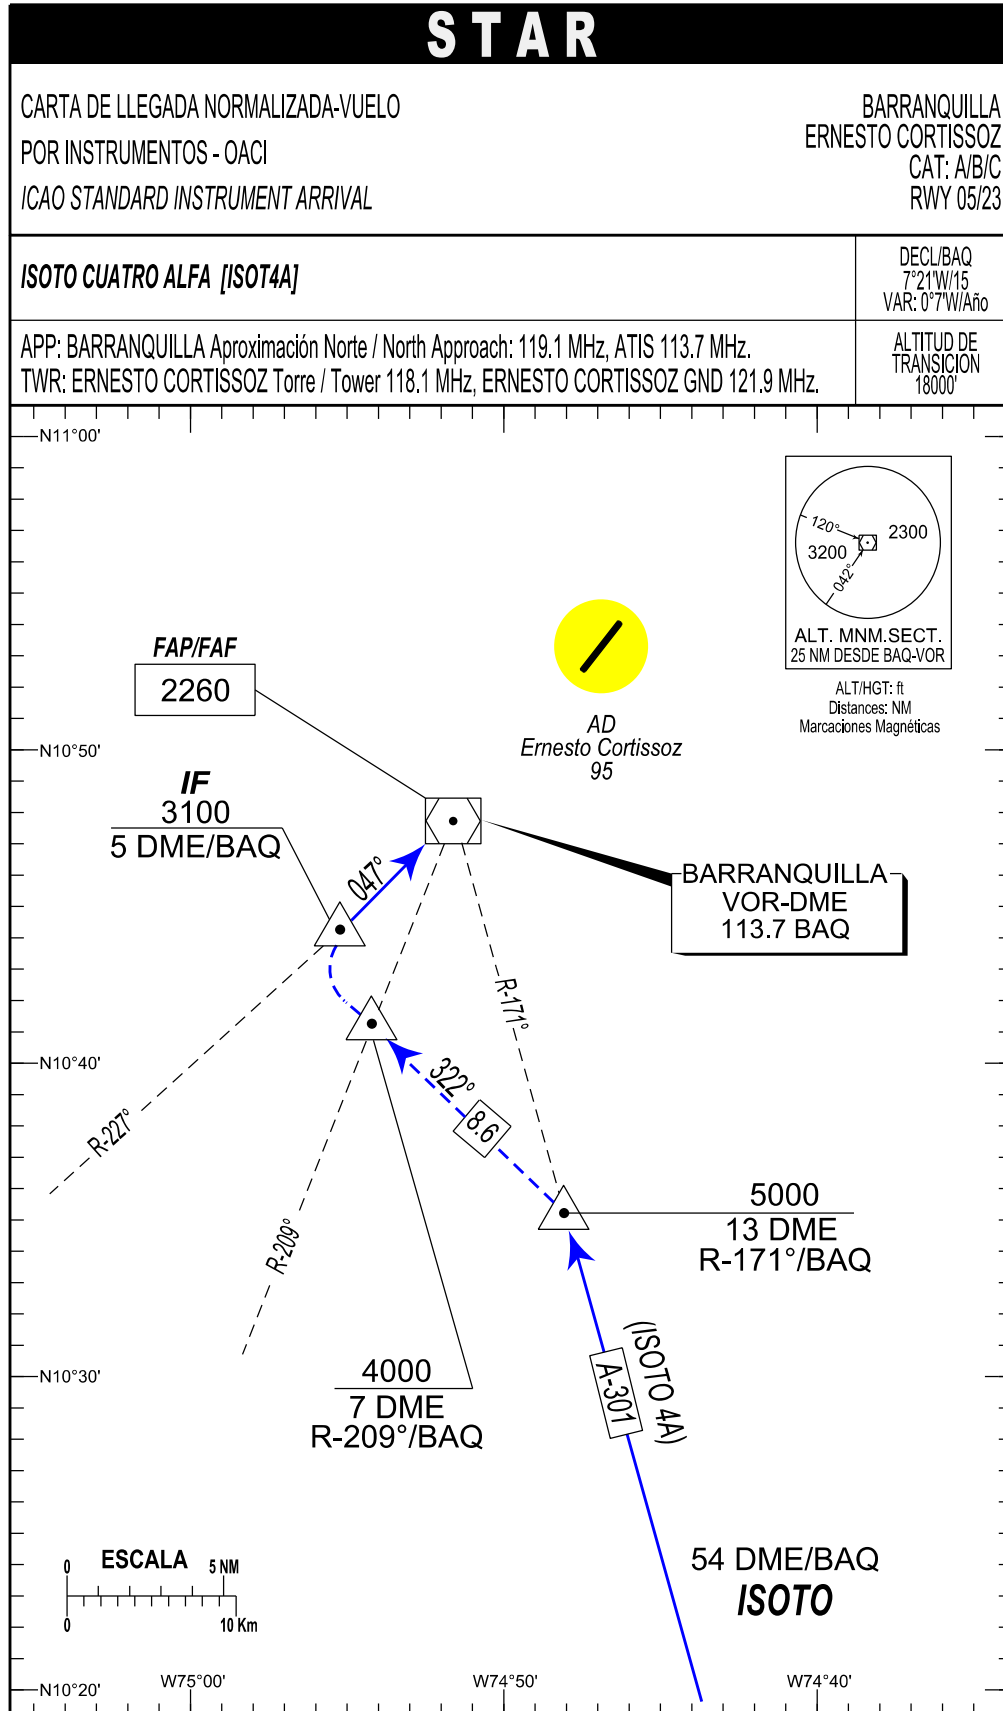 STAR
CARTA DE LLEGADA NORMALIZADA-VUELO
POR INSTRUMENTOS - OACI
ICAO STANDARD INSTRUMENT ARRIVAL
BARRANQUILLA
ERNESTO CORTISSOZ
CAT: A/B/C
RWY 05/23
ISOTO CUATRO ALFA [ISOT4A]
DECL/BAQ
7°21'W/15
VAR: 0°7'W/Año
APP: BARRANQUILLA Aproximación Norte / North Approach: 119.1 MHz, ATIS 113.7 MHz.
TWR: ERNESTO CORTISSOZ Torre / Tower 118.1 MHz, ERNESTO CORTISSOZ GND 121.9 MHz.
ALTITUD DE
TRANSICION
18000'
N11°00'
120°
2300
3200
042°
ALT. MNM.SECT.
25 NM DESDE BAQ-VOR
ALT/HGT: ft
Distances: NM
Marcaciones Magnéticas
FAP/FAF
2260
AD
Ernesto Cortissoz
95
N10°50'
IF
3100
5 DME/BAQ
047°
BARRANQUILLA
VOR-DME
113.7 BAQ
R-171°
N10°40'
322°
8.6
R-227°
R-209°
5000
13 DME
R-171°/BAQ
(ISOTO 4A)
A-301
N10°30'
4000
7 DME
R-209°/BAQ
54 DME/BAQ
ISOTO
ESCALA
0
5 NM
0
10 Km
W75°00'
W74°50'
W74°40'
N10°20'